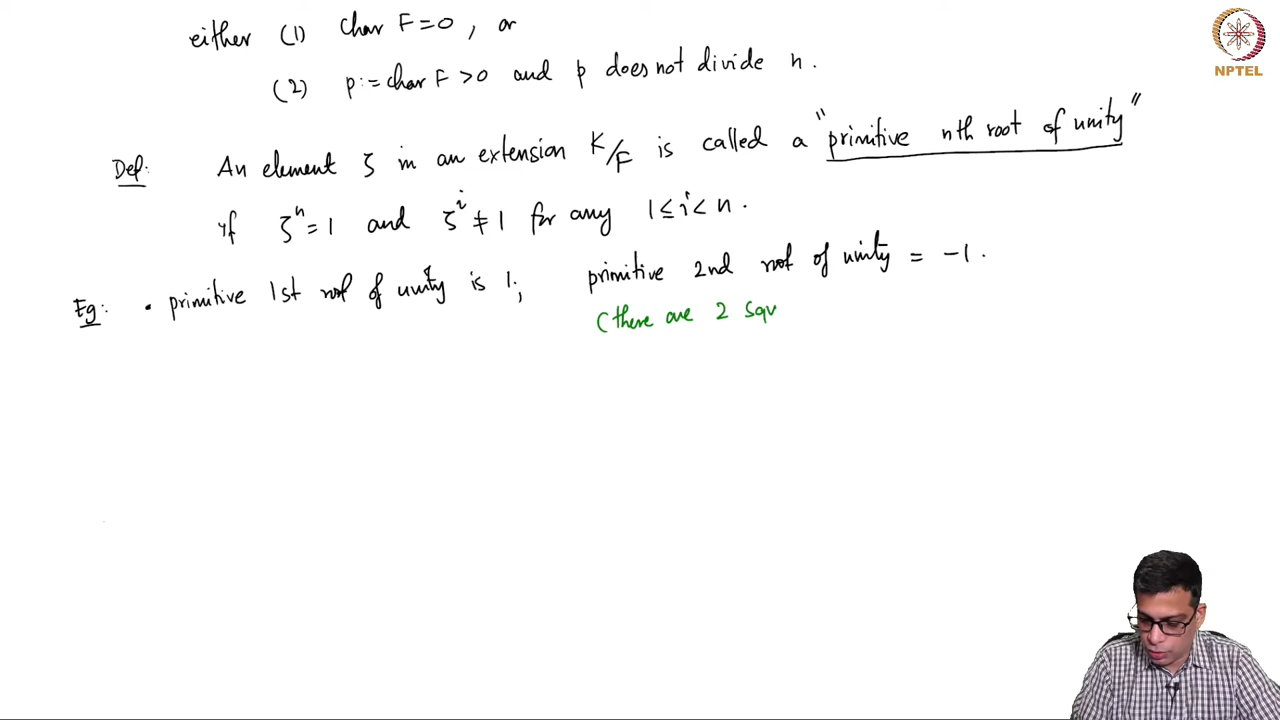 either (1) char F = 0, or
(2) p := char F > 0 and p does not divide n.
NPTEL
Def: An element ζ in an extension K/F is called a "primitive nth root of unity"
if ζⁿ = 1 and ζⁱ ≠ 1 for any 1 ≤ i < n.
Eg: • primitive 1st root of unity is 1; primitive 2nd root of unity = -1.
(there are 2 squ